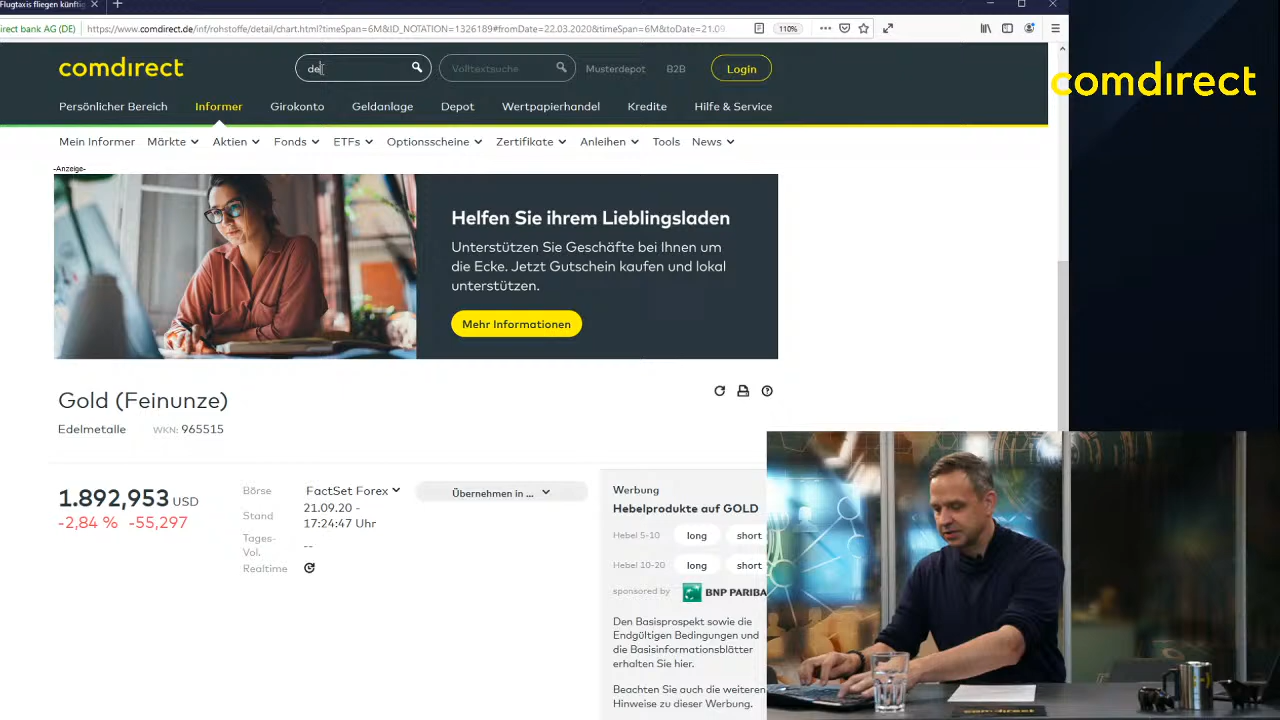 Flugtaxis fliegen künftig
irect bank AG (DE)
https://www.comdirect.de/inf/rohstoffe/detail/chart.html?timeSpan=6M&ID_NOTATION=1326189#fromDate=22.03.2020&timeSpan=6M&toDate=21.09
110%
comdirect
de
Volltextsuche
Musterdepot
B2B
Login
comdirect
Persönlicher Bereich
Informer
Girokonto
Geldanlage
Depot
Wertpapierhandel
Kredite
Hilfe & Service
Mein Informer
Märkte
Aktien
Fonds
ETFs
Optionsscheine
Zertifikate
Anleihen
Tools
News
-Anzeige-
Helfen Sie ihrem Lieblingsladen
Unterstützen Sie Geschäfte bei Ihnen um
die Ecke. Jetzt Gutschein kaufen und lokal
unterstützen.
Mehr Informationen
Gold (Feinunze)
Edelmetalle
WKN: 965515
1.892,953 USD
-2,84 % -55,297
Börse
FactSet Forex
Stand
21.09.20 -
17:24:47 Uhr
Tages-
Vol.
--
Realtime
Übernehmen in ...
Werbung
Hebelprodukte auf GOLD
Hebel 5-10
long
short
Hebel 10-20
long
short
sponsored by
BNP PARIBA
Den Basisprospekt sowie die
Endgültigen Bedingungen und
die Basisinformationsblätter
erhalten Sie hier.
Beachten Sie auch die weiteren
Hinweise zu dieser Werbung.
comdirect